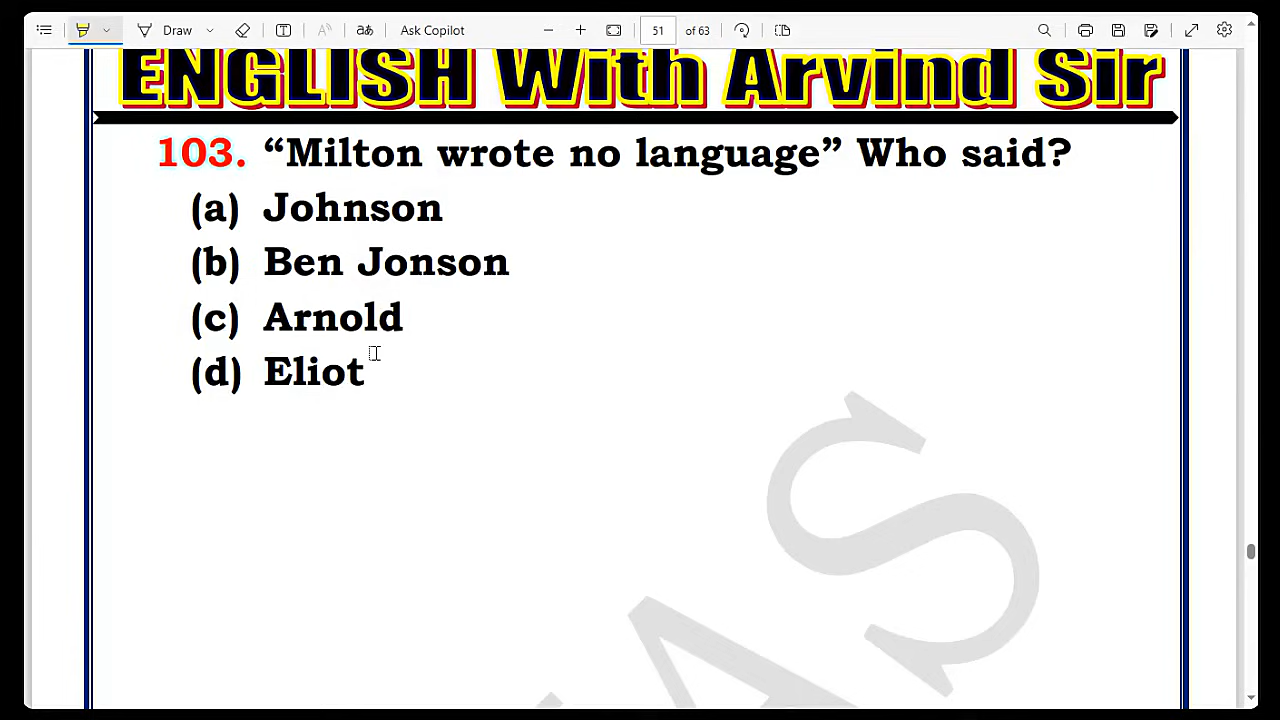 Draw
Ask Copilot
51 of 63
ENGLISH With Arvind Sir
103. “Milton wrote no language” Who said?
(a) Johnson
(b) Ben Jonson
(c) Arnold
(d) Eliot